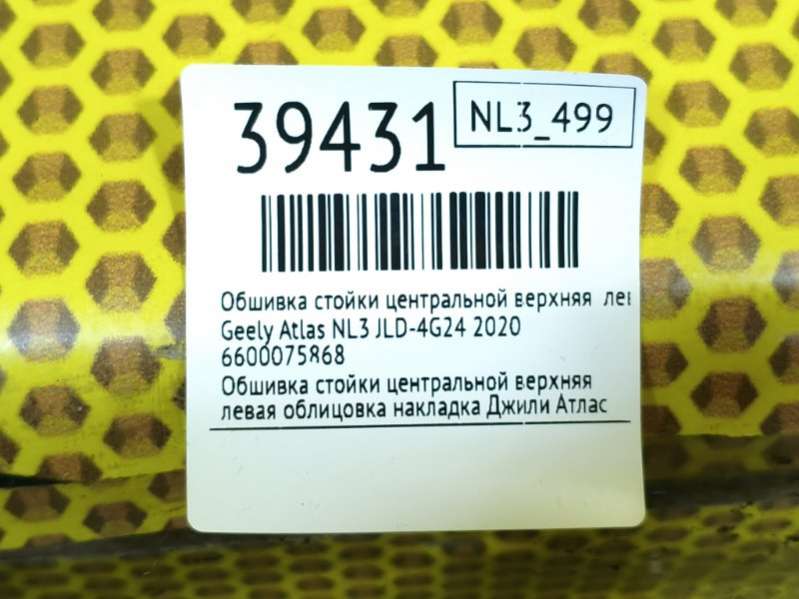 39431
NL3_499
Обшивка стойки центральной верхняя лев
Geely Atlas NL3 JLD-4G24 2020
6600075868
Обшивка стойки центральной верхняя
левая облицовка накладка Джили Атлас